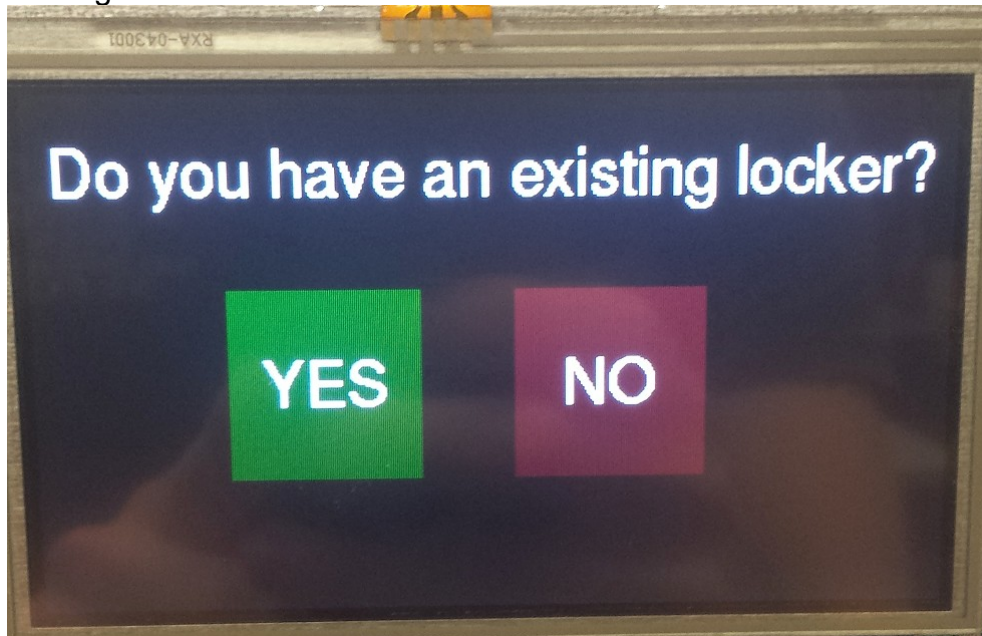 RXA-043001
Do you have an existing locker?
YES
NO